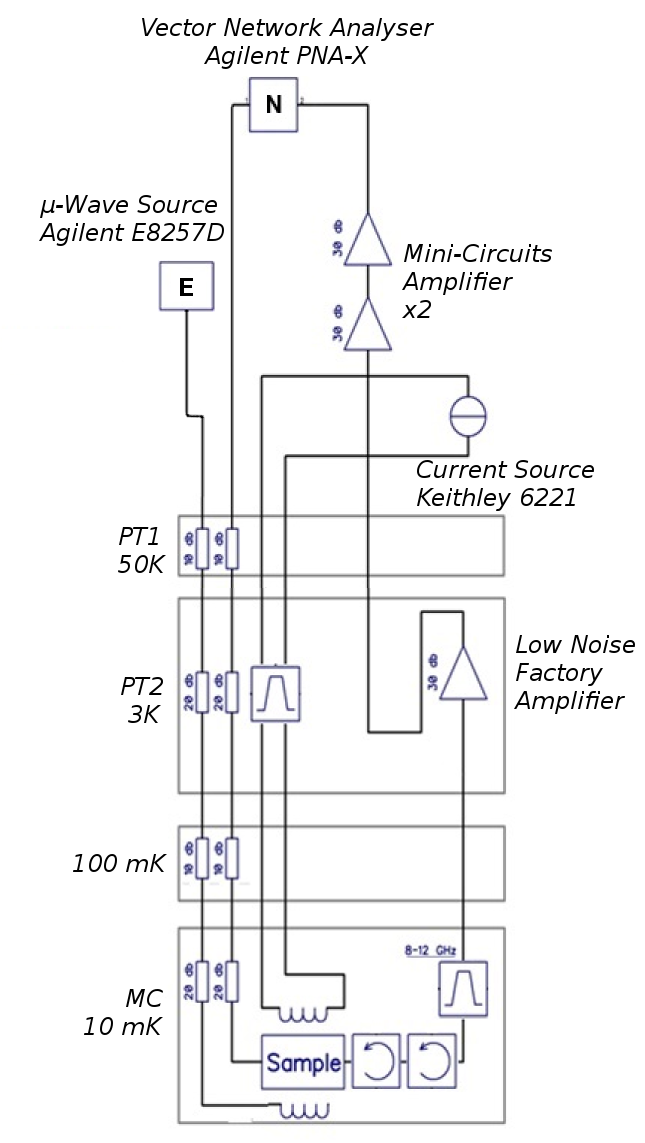 Vector Network Analyser
Agilent PNA-X
N
µ-Wave Source
Agilent E8257D
E
30 db
Mini-Circuits
Amplifier
x2
30 db
Current Source
Keithley 6221
PT1
50K
10 db
10 db
PT2
3K
20 db
20 db
30 db
Low Noise
Factory
Amplifier
100 mK
10 db
10 db
8-12 GHz
MC
10 mK
20 db
20 db
Sample